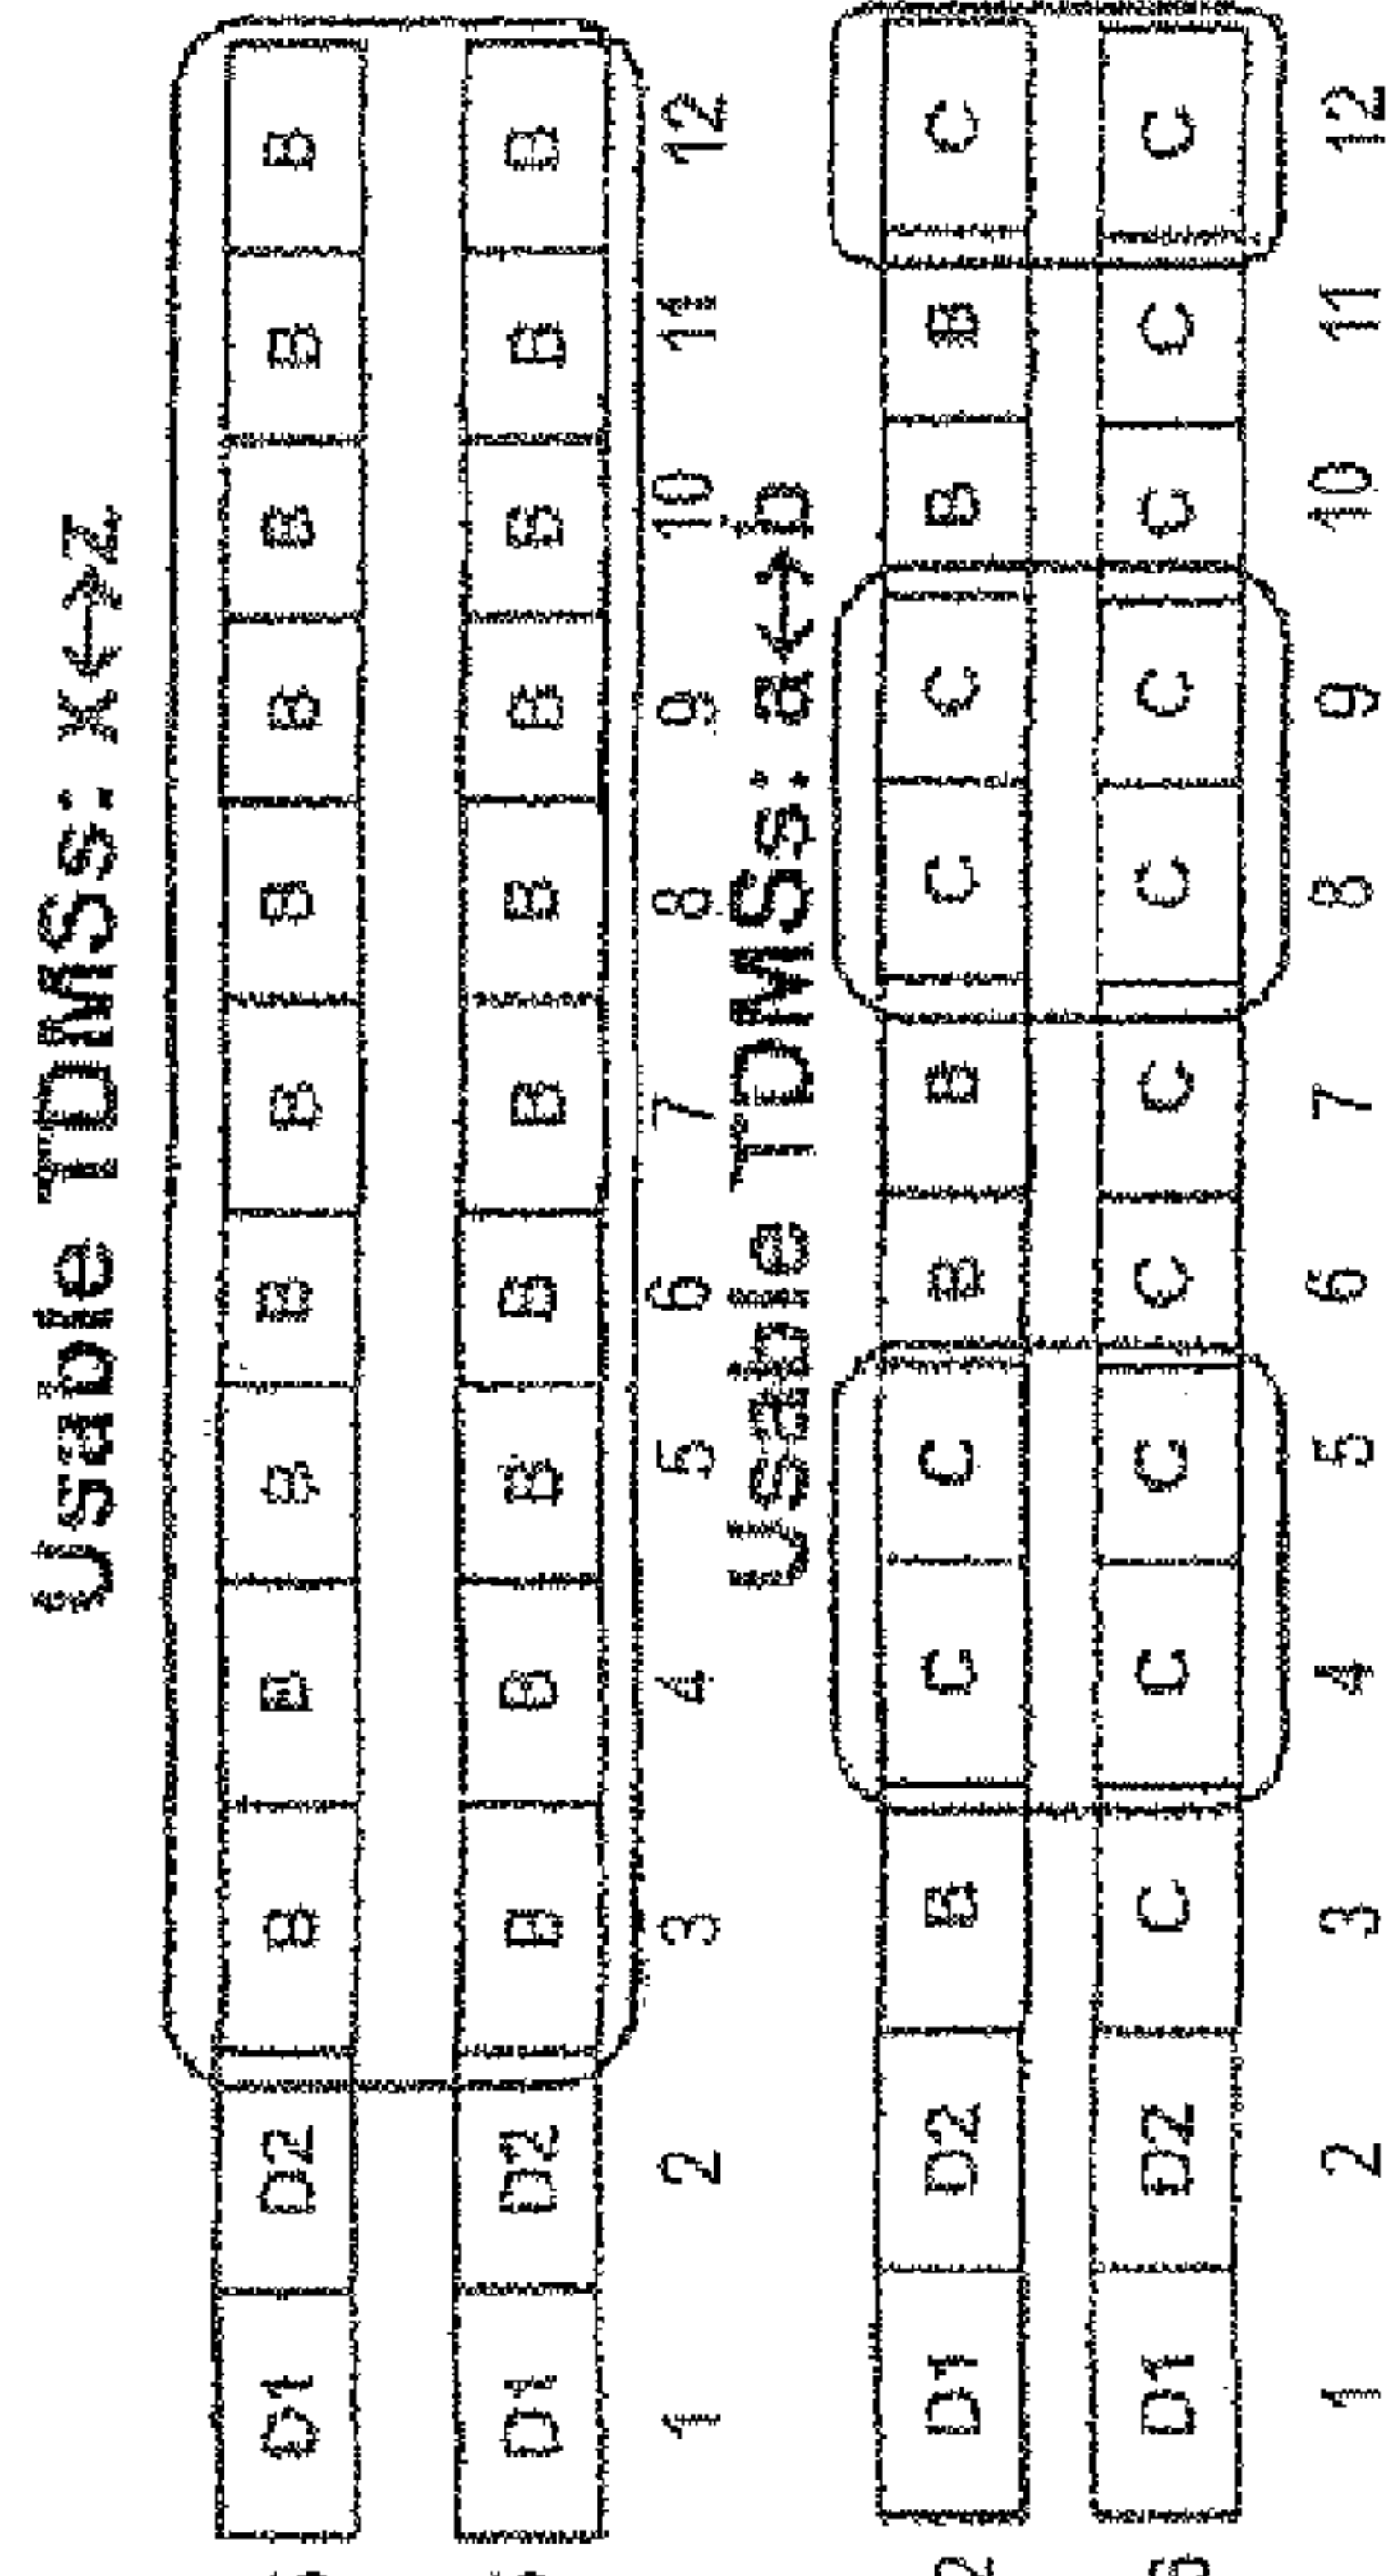 Usable TDMSs: x↔z
D1 D2 B B B B B B B B B B
D1 D2 B B B B B B B B B B
1 2 3 4 5 6 7 8 9 10 11 12
Usable TDMSs: a↔b
D1 D2 B C C B B C C B B C
D1 D2 C C C C C C C C C C
1 2 3 4 5 6 7 8 9 10 11 12